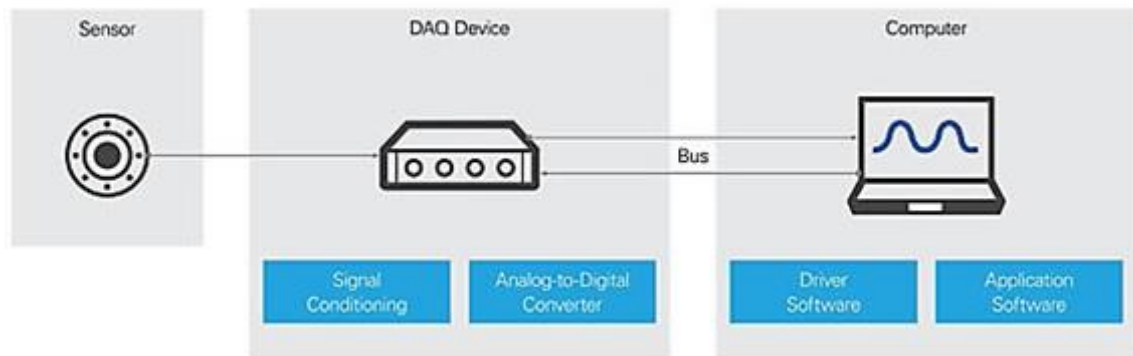 Sensor
DAQ Device
Computer
Bus
Signal
Conditioning
Analog-to-Digital
Converter
Driver
Software
Application
Software